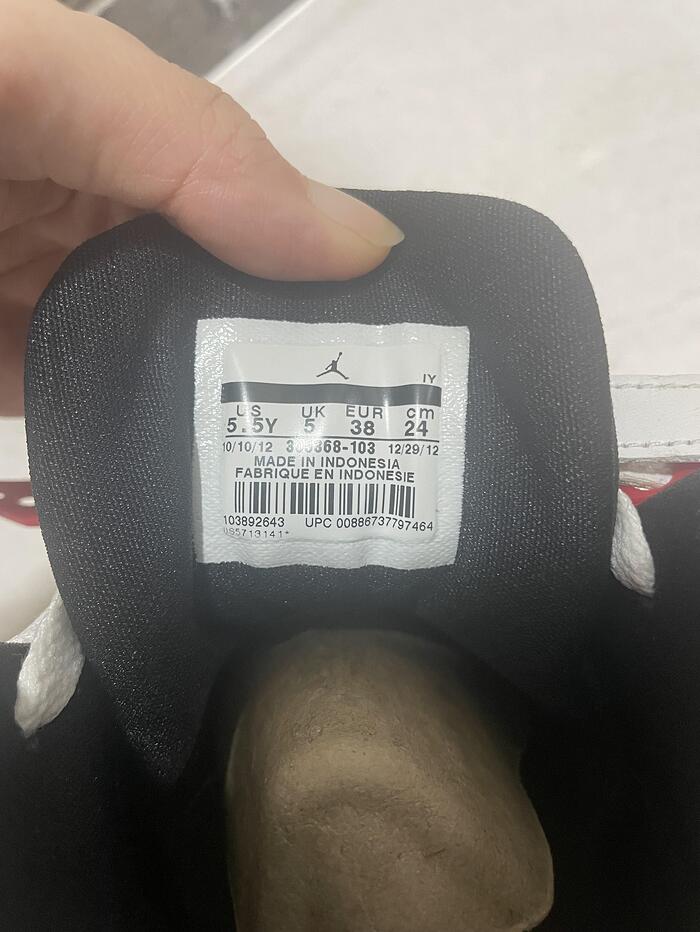 IY
US UK EUR cm
5.5Y 5 38 24
10/10/12 12/29/12
MADE IN INDONESIA
FABRIQUE EN INDONESIE
103892643 UPC 00886737797464
US5713141*